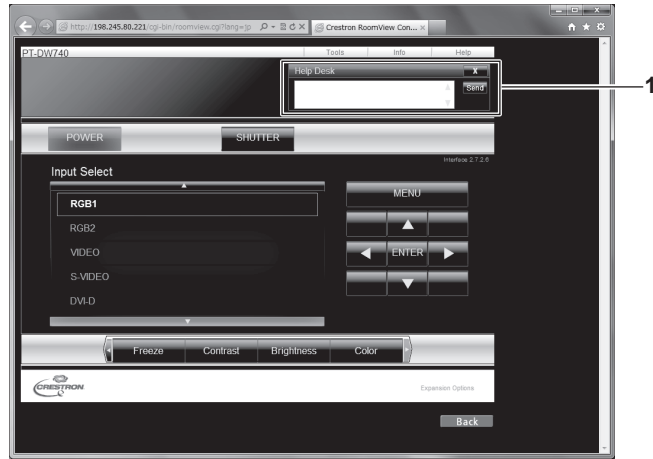 http://198.245.80.221/cgi-bin/roomview.cgi?lang=jp
Crestron RoomView Con...
PT-DW740
Tools Info Help
Help Desk X
Send
1
POWER SHUTTER
Interface 2.7.2.6
Input Select
MENU
RGB1
RGB2
VIDEO
ENTER
S-VIDEO
DVI-D
Freeze Contrast Brightness Color
CRESTRON
Expansion Options
Back